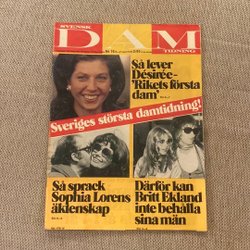 SVENSK
DAM
TIDNING
Så lever
Désirée-
'Rikets första
dam'
Sveriges största damtidning!
Så sprack
Sophia Lorens
äktenskap
Därför kan
Britt Ekland
inte behålla
sina män